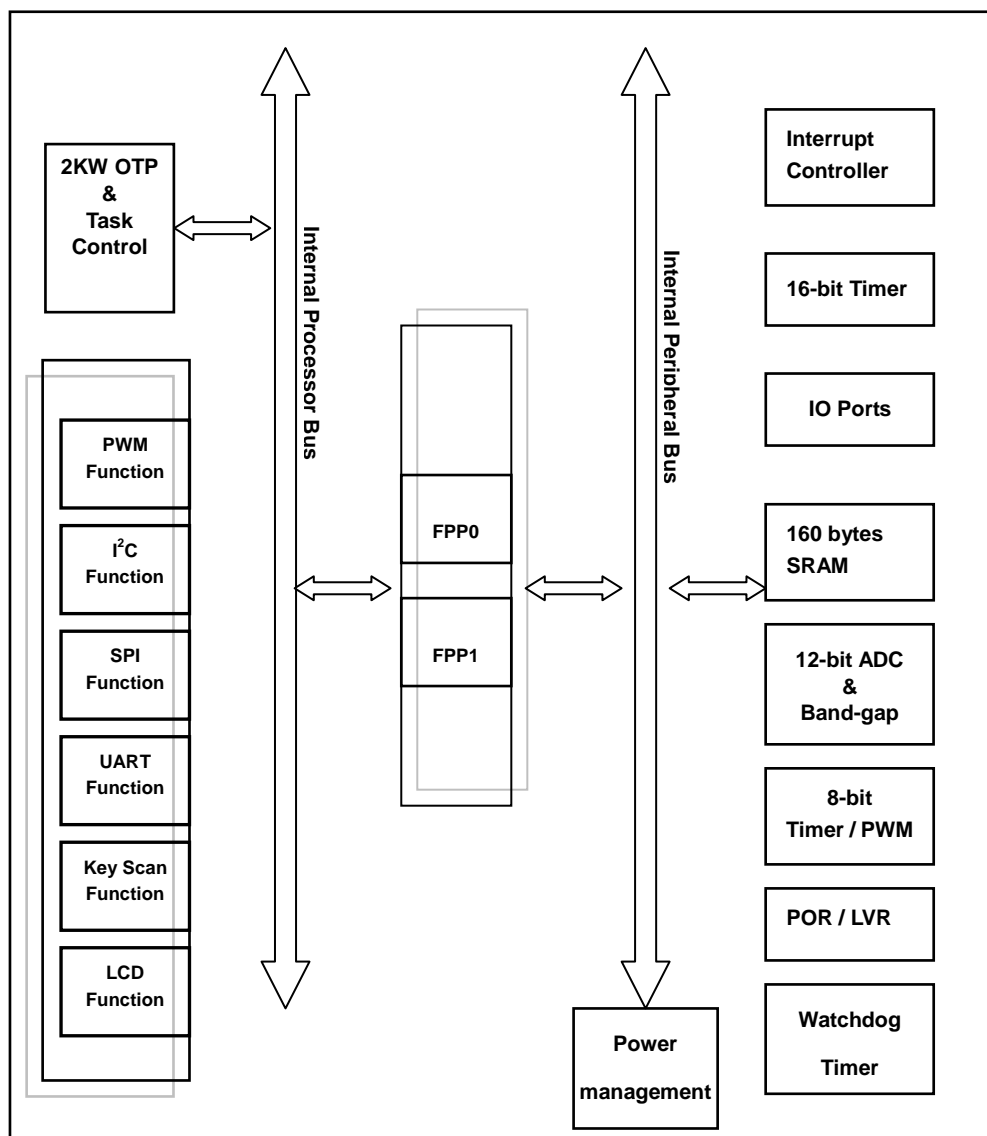 2KW OTP
&
Task
Control
PWM
Function
I²C
Function
SPI
Function
UART
Function
Key Scan
Function
LCD
Function
Internal Processor Bus
FPP0
FPP1
Internal Peripheral Bus
Power
management
Interrupt
Controller
16-bit Timer
IO Ports
160 bytes
SRAM
12-bit ADC
&
Band-gap
8-bit
Timer / PWM
POR / LVR
Watchdog
Timer